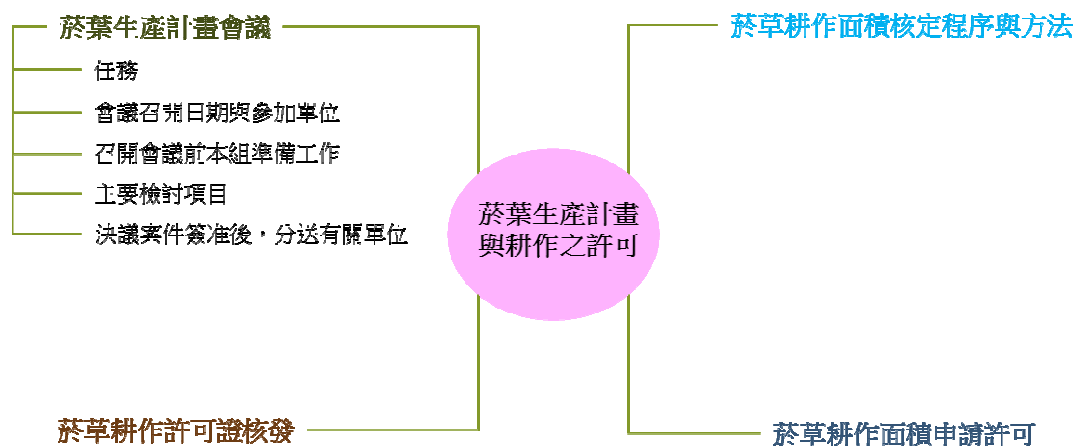 菸葉生產計畫會議
任務
會議召開日期與參加單位
召開會議前本組準備工作
主要檢討項目
決議案件簽准後，分送有關單位
菸草耕作面積核定程序與方法
菸葉生產計畫
與耕作之許可
菸草耕作許可證核發
菸草耕作面積申請許可